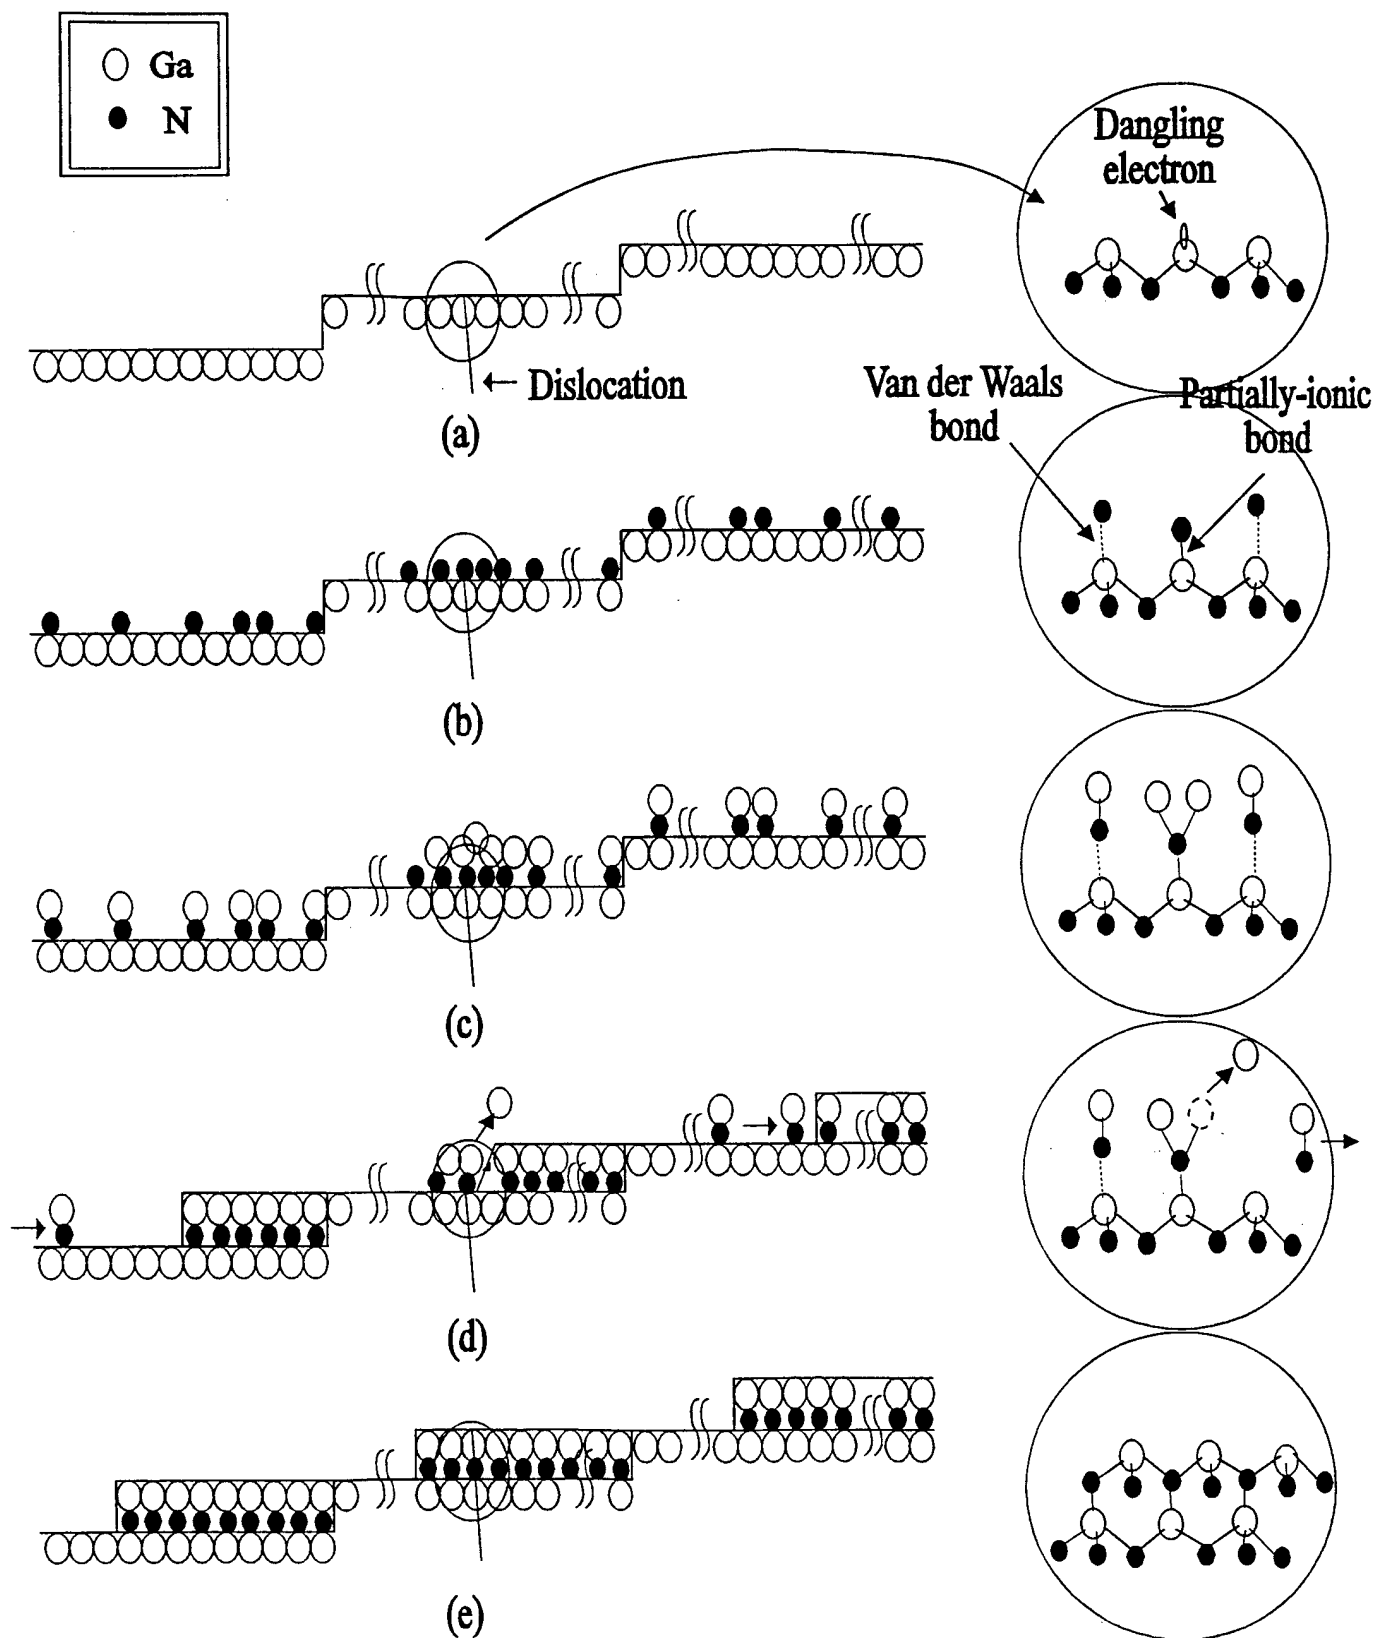 Ga
N
Dangling
electron
Dislocation
(a)
Van der Waals
bond
Partially-ionic
bond
(b)
(c)
(d)
(e)